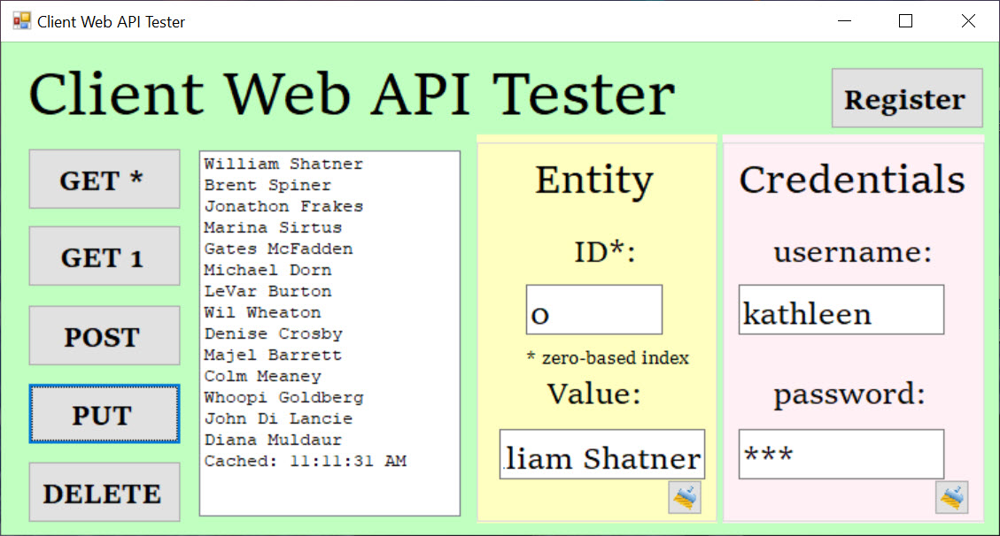 Client Web API Tester
Client Web API Tester
Register
GET *
GET 1
POST
PUT
DELETE
William Shatner
Brent Spiner
Jonathon Frakes
Marina Sirtus
Gates McFadden
Michael Dorn
LeVar Burton
Wil Wheaton
Denise Crosby
Majel Barrett
Colm Meaney
Whoopi Goldberg
John Di Lancie
Diana Muldaur
Cached: 11:11:31 AM
Entity
ID*:
0
* zero-based index
Value:
liam Shatner
Credentials
username:
kathleen
password:
***